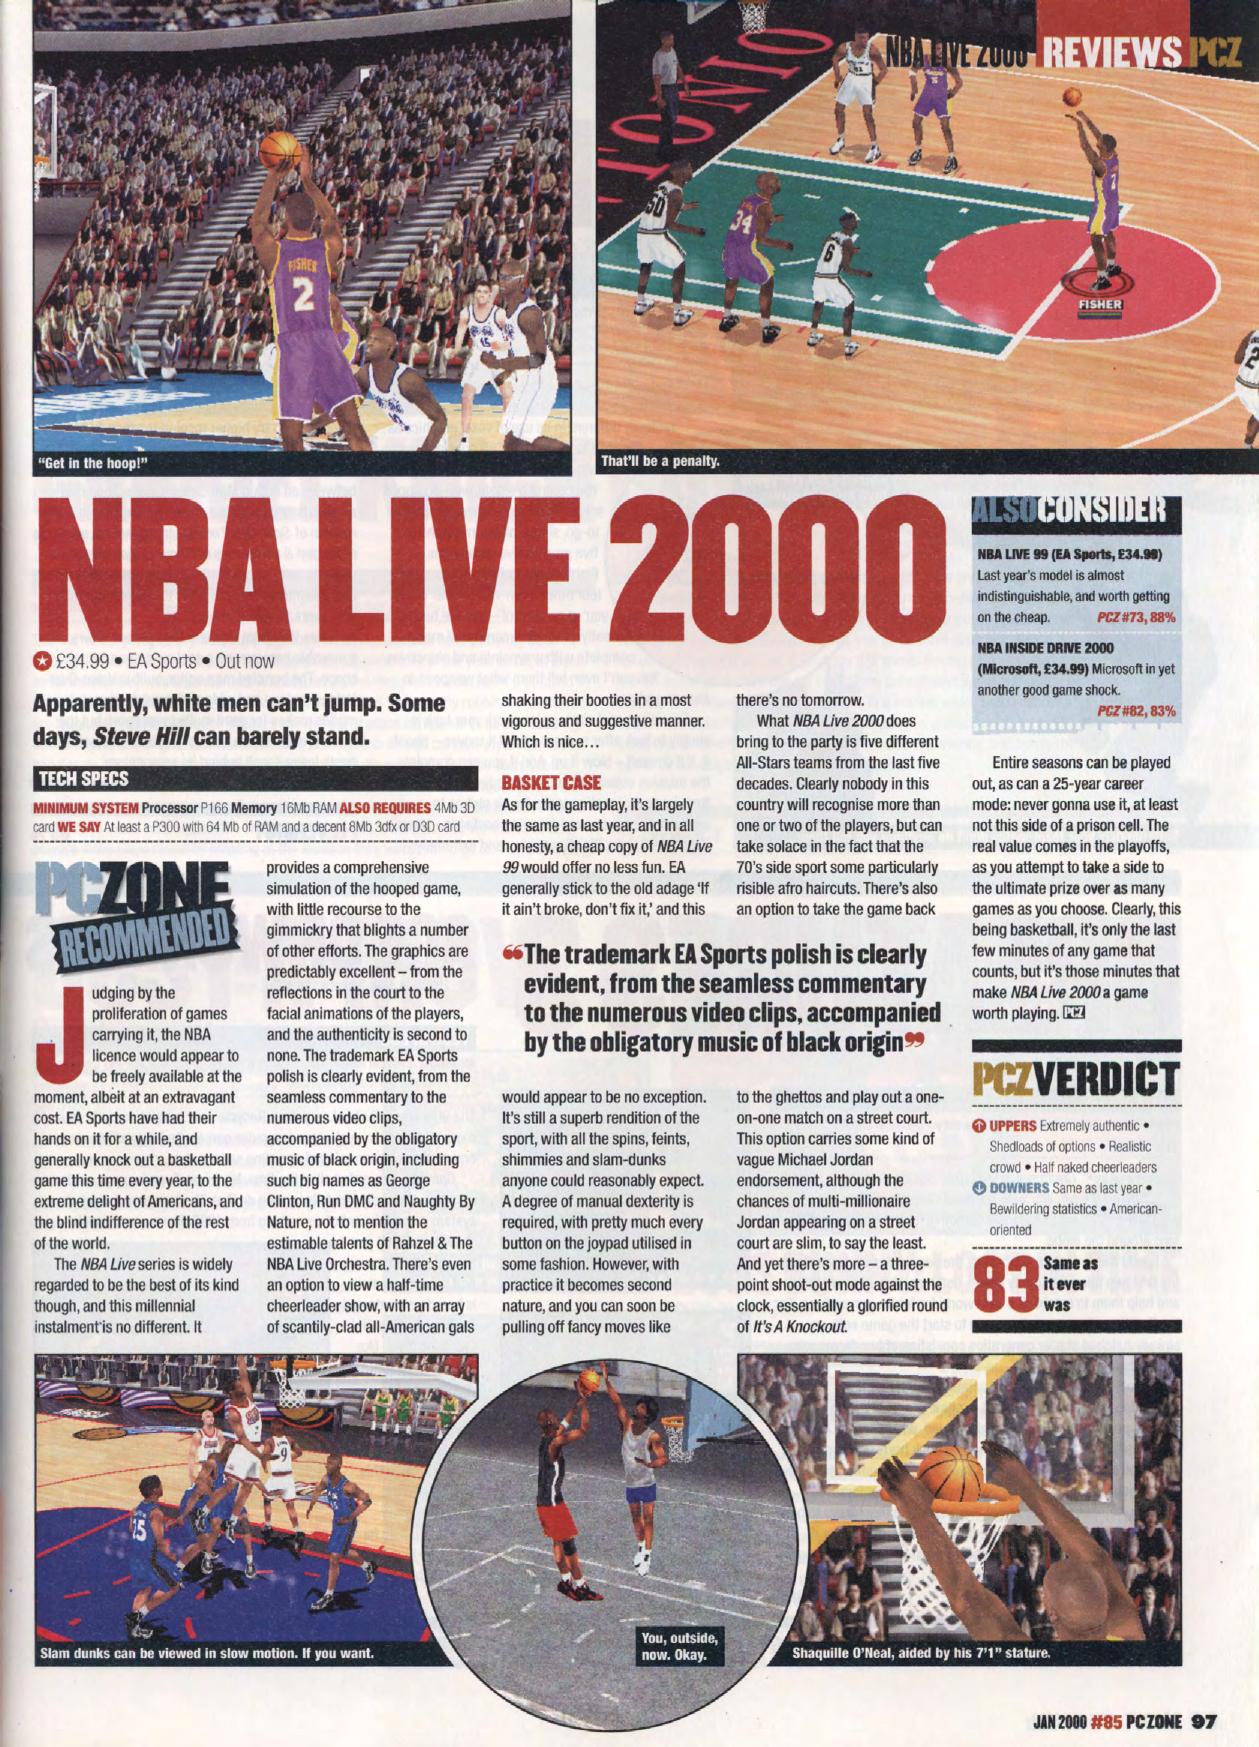 NBA LIVE 2000 REVIEWS PCZ
FISHER
2
15
34
50
6
FISHER
"Get in the hoop!"
That'll be a penalty.
NBA LIVE 2000
£34.99 • EA Sports • Out now
Apparently, white men can't jump. Some
days, Steve Hill can barely stand.
TECH SPECS
MINIMUM SYSTEM Processor P166 Memory 16Mb RAM ALSO REQUIRES 4Mb 3D
card WE SAY At least a P300 with 64 Mb of RAM and a decent 8Mb 3dfx or D3D card
PCZONE
RECOMMENDED
Judging by the
proliferation of games
carrying it, the NBA
licence would appear to
be freely available at the
moment, albeit at an extravagant
cost. EA Sports have had their
hands on it for a while, and
generally knock out a basketball
game this time every year, to the
extreme delight of Americans, and
the blind indifference of the rest
of the world.
The NBA Live series is widely
regarded to be the best of its kind
though, and this millennial
instalment is no different. It
provides a comprehensive
simulation of the hooped game,
with little recourse to the
gimmickry that blights a number
of other efforts. The graphics are
predictably excellent – from the
reflections in the court to the
facial animations of the players,
and the authenticity is second to
none. The trademark EA Sports
polish is clearly evident, from the
seamless commentary to the
numerous video clips,
accompanied by the obligatory
music of black origin, including
such big names as George
Clinton, Run DMC and Naughty By
Nature, not to mention the
estimable talents of Rahzel & The
NBA Live Orchestra. There's even
an option to view a half-time
cheerleader show, with an array
of scantily-clad all-American gals
shaking their booties in a most
vigorous and suggestive manner.
Which is nice...
BASKET CASE
As for the gameplay, it's largely
the same as last year, and in all
honesty, a cheap copy of NBA Live
99 would offer no less fun. EA
generally stick to the old adage 'If
it ain't broke, don't fix it,' and this
would appear to be no exception.
It's still a superb rendition of the
sport, with all the spins, feints,
shimmies and slam-dunks
anyone could reasonably expect.
A degree of manual dexterity is
required, with pretty much every
button on the joypad utilised in
some fashion. However, with
practice it becomes second
nature, and you can soon be
pulling off fancy moves like
there's no tomorrow.
What NBA Live 2000 does
bring to the party is five different
All-Stars teams from the last five
decades. Clearly nobody in this
country will recognise more than
one or two of the players, but can
take solace in the fact that the
70's side sport some particularly
risible afro haircuts. There's also
an option to take the game back
to the ghettos and play out a one-
on-one match on a street court.
This option carries some kind of
vague Michael Jordan
endorsement, although the
chances of multi-millionaire
Jordan appearing on a street
court are slim, to say the least.
And yet there's more – a three-
point shoot-out mode against the
clock, essentially a glorified round
of It's A Knockout.
"The trademark EA Sports polish is clearly
evident, from the seamless commentary
to the numerous video clips, accompanied
by the obligatory music of black origin"
ALSO CONSIDER
NBA LIVE 99 (EA Sports, £34.99)
Last year's model is almost
indistinguishable, and worth getting
on the cheap. PCZ #73, 88%
NBA INSIDE DRIVE 2000
(Microsoft, £34.99) Microsoft in yet
another good game shock.
PCZ #82, 83%
Entire seasons can be played
out, as can a 25-year career
mode: never gonna use it, at least
not this side of a prison cell. The
real value comes in the playoffs,
as you attempt to take a side to
the ultimate prize over as many
games as you choose. Clearly, this
being basketball, it's only the last
few minutes of any game that
counts, but it's those minutes that
make NBA Live 2000 a game
worth playing. PCZ
PCZVERDICT
UPPERS Extremely authentic •
Shedloads of options • Realistic
crowd • Half naked cheerleaders
DOWNERS Same as last year •
Bewildering statistics • American-
oriented
83
Same as
it ever
was
15
9
Slam dunks can be viewed in slow motion. If you want.
You, outside,
now. Okay.
Shaquille O'Neal, aided by his 7'1" stature.
JAN 2000 #85 PC ZONE 97